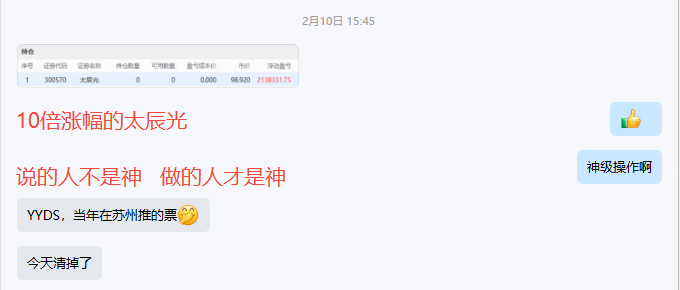 2月10日 15:45
持仓
序号 证券代码 证券名称 持仓数量 可用数量 盈亏成本价 市价 浮动盈亏
1 300570 太辰光 0 0 0.000 98.920 2138331.75
10倍涨幅的太辰光
神级操作啊
说的人不是神 做的人才是神
YYDS，当年在苏州推的票
今天清掉了